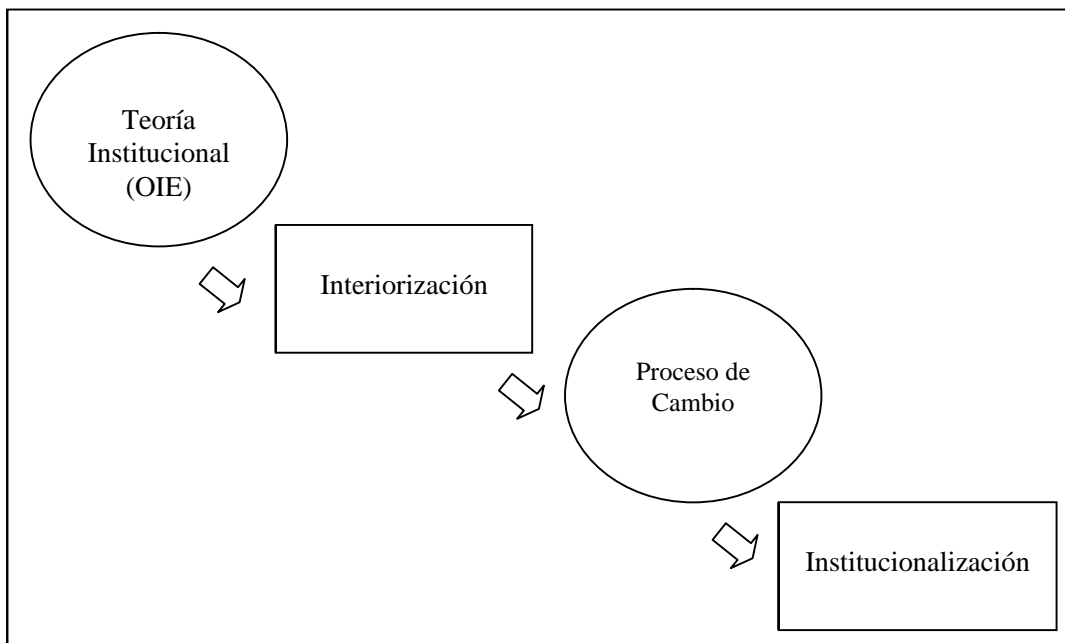 Teoría
Institucional
(OIE)
Interiorización
Proceso de
Cambio
Institucionalización